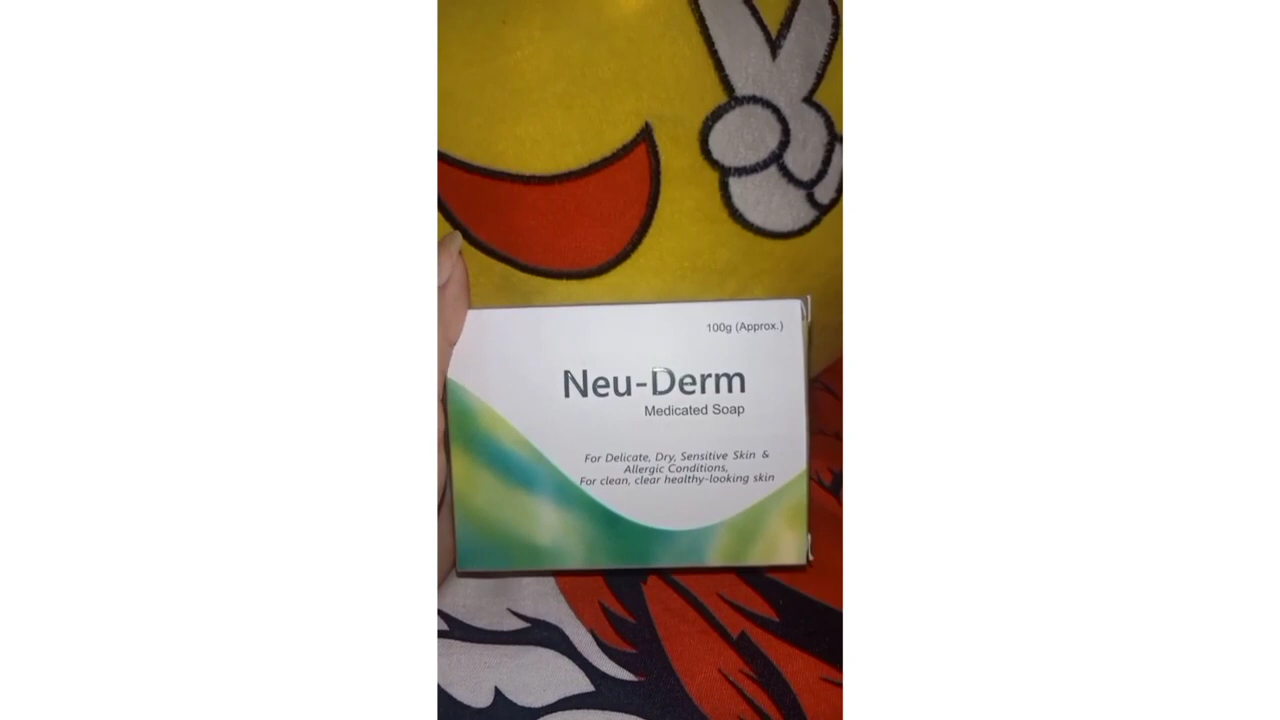 100g (Approx.)
Neu-Derm
Medicated Soap
For Delicate, Dry, Sensitive Skin &
Allergic Conditions,
For clean, clear healthy-looking skin